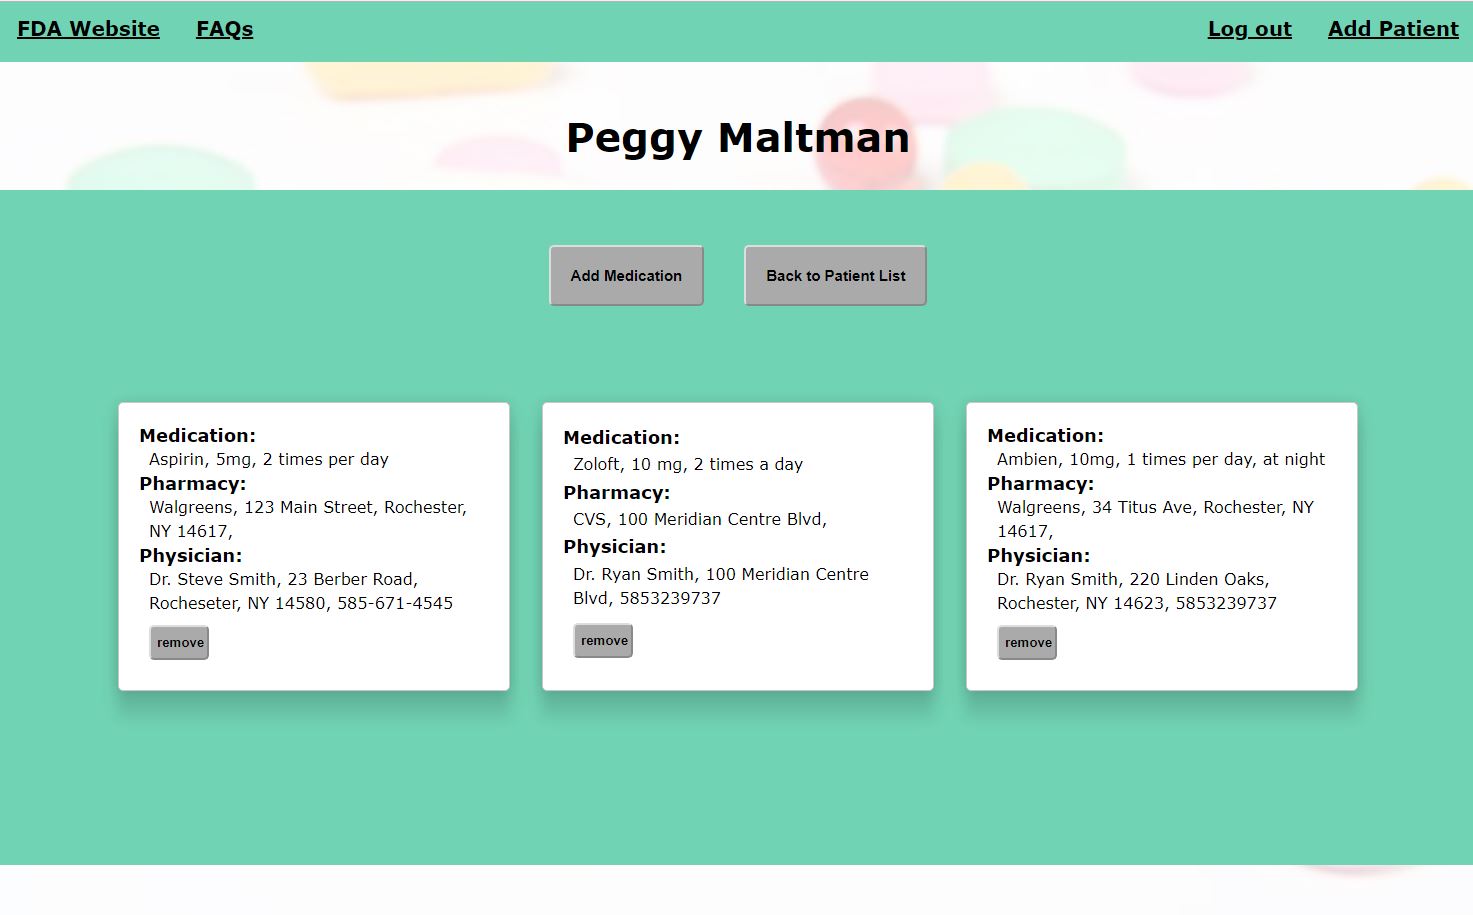 FDA Website FAQs Log out Add Patient
Peggy Maltman
Add Medication Back to Patient List
Medication:
Aspirin, 5mg, 2 times per day
Pharmacy:
Walgreens, 123 Main Street, Rochester,
NY 14617,
Physician:
Dr. Steve Smith, 23 Berber Road,
Rocheseter, NY 14580, 585-671-4545
remove
Medication:
Zoloft, 10 mg, 2 times a day
Pharmacy:
CVS, 100 Meridian Centre Blvd,
Physician:
Dr. Ryan Smith, 100 Meridian Centre
Blvd, 5853239737
remove
Medication:
Ambien, 10mg, 1 times per day, at night
Pharmacy:
Walgreens, 34 Titus Ave, Rochester, NY
14617,
Physician:
Dr. Ryan Smith, 220 Linden Oaks,
Rochester, NY 14623, 5853239737
remove